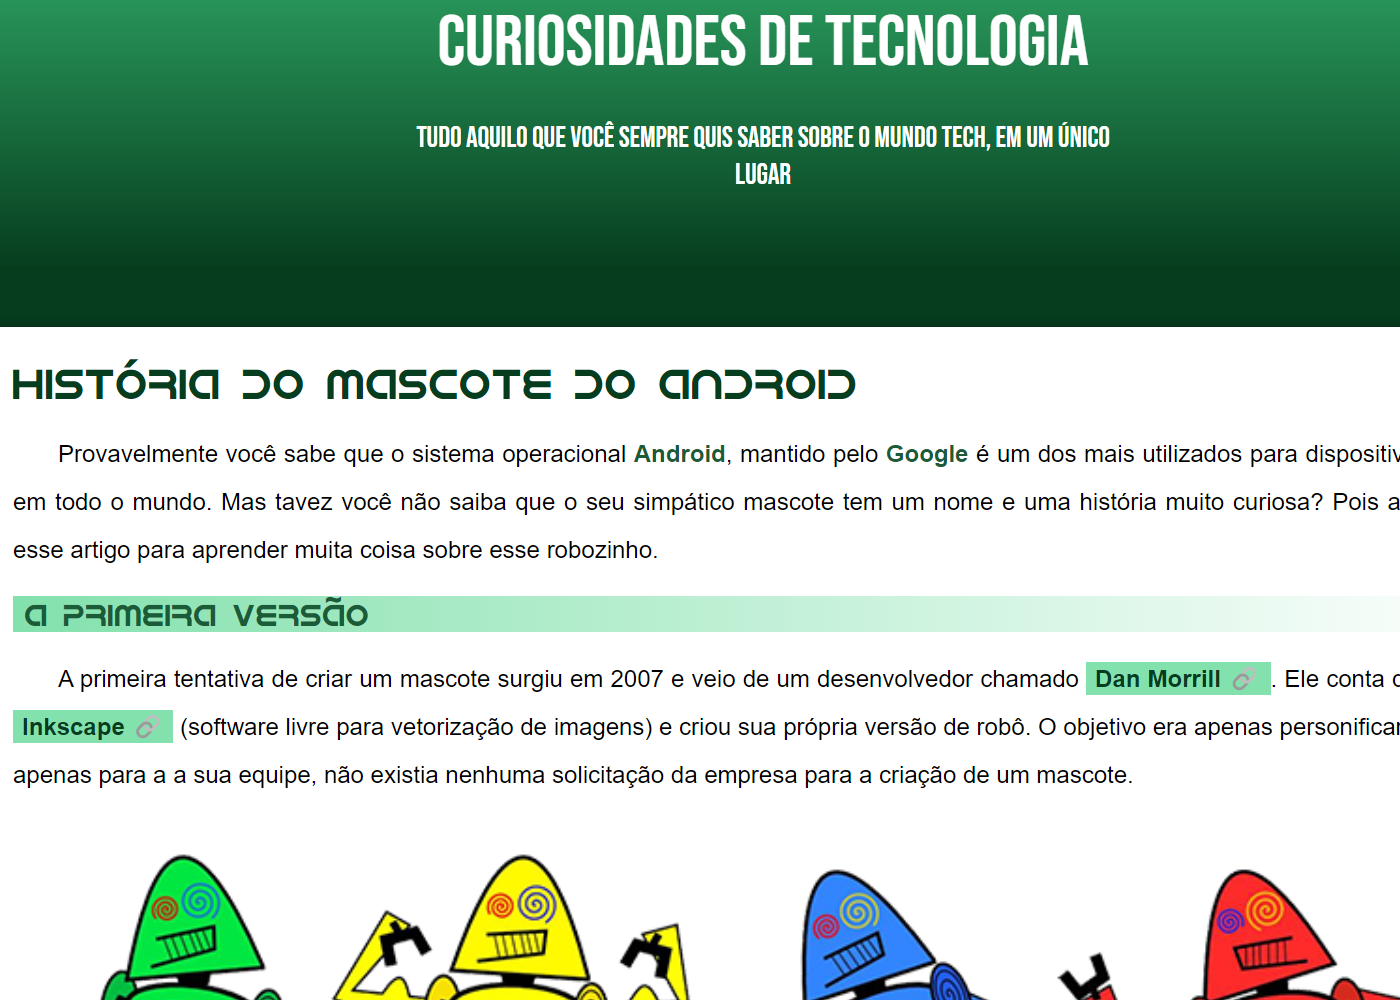 CURIOSIDADES DE TECNOLOGIA
TUDO AQUILO QUE VOCÊ SEMPRE QUIS SABER SOBRE O MUNDO TECH, EM UM ÚNICO
LUGAR
HISTÓRIA DO MASCOTE DO ANDROID
Provavelmente você sabe que o sistema operacional Android, mantido pelo Google é um dos mais utilizados para
em todo o mundo. Mas tavez você não saiba que o seu simpático mascote tem um nome e uma história muito curiosa? Pois
esse artigo para aprender muita coisa sobre esse robozinho.
A PRIMEIRA VERSÃO
A primeira tentativa de criar um mascote surgiu em 2007 e veio de um desenvolvedor chamado Dan Morrill. Ele conta
Inkscape (software livre para vetorização de imagens) e criou sua própria versão de robô. O objetivo era apenas
apenas para a a sua equipe, não existia nenhuma solicitação da empresa para a criação de um mascote.